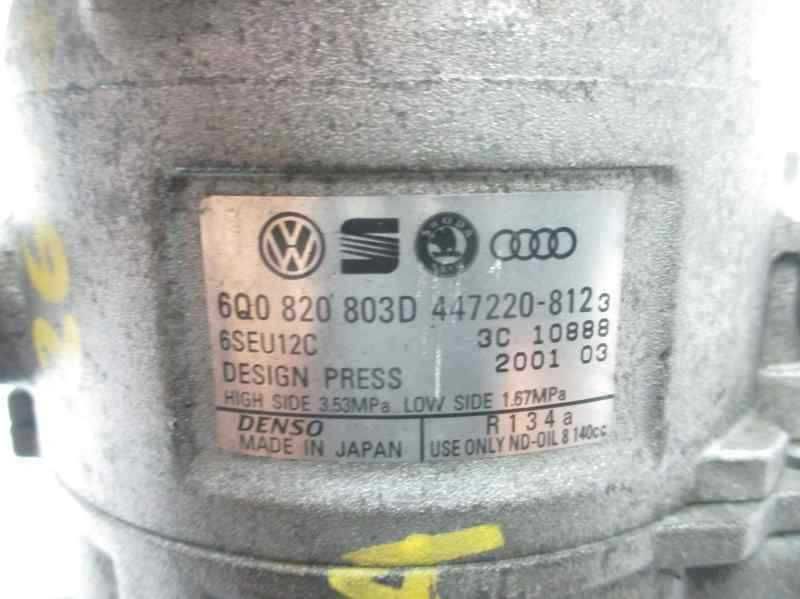 6Q0 820 803D 447220-8123
6SEU12C 3C 10888
2001 03
DESIGN PRESS
HIGH SIDE 3.53MPa LOW SIDE 1.67MPa
DENSO R134a
MADE IN JAPAN USE ONLY ND-OIL 8 140cc
26